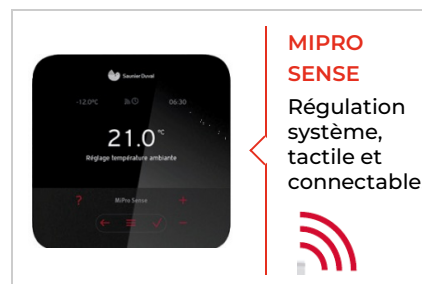 Saunier Duval
-12.0°C 06:30
21.0°C
Réglage température ambiante
? MiPro Sense +
MIPRO
SENSE
Régulation
système,
tactile et
connectable